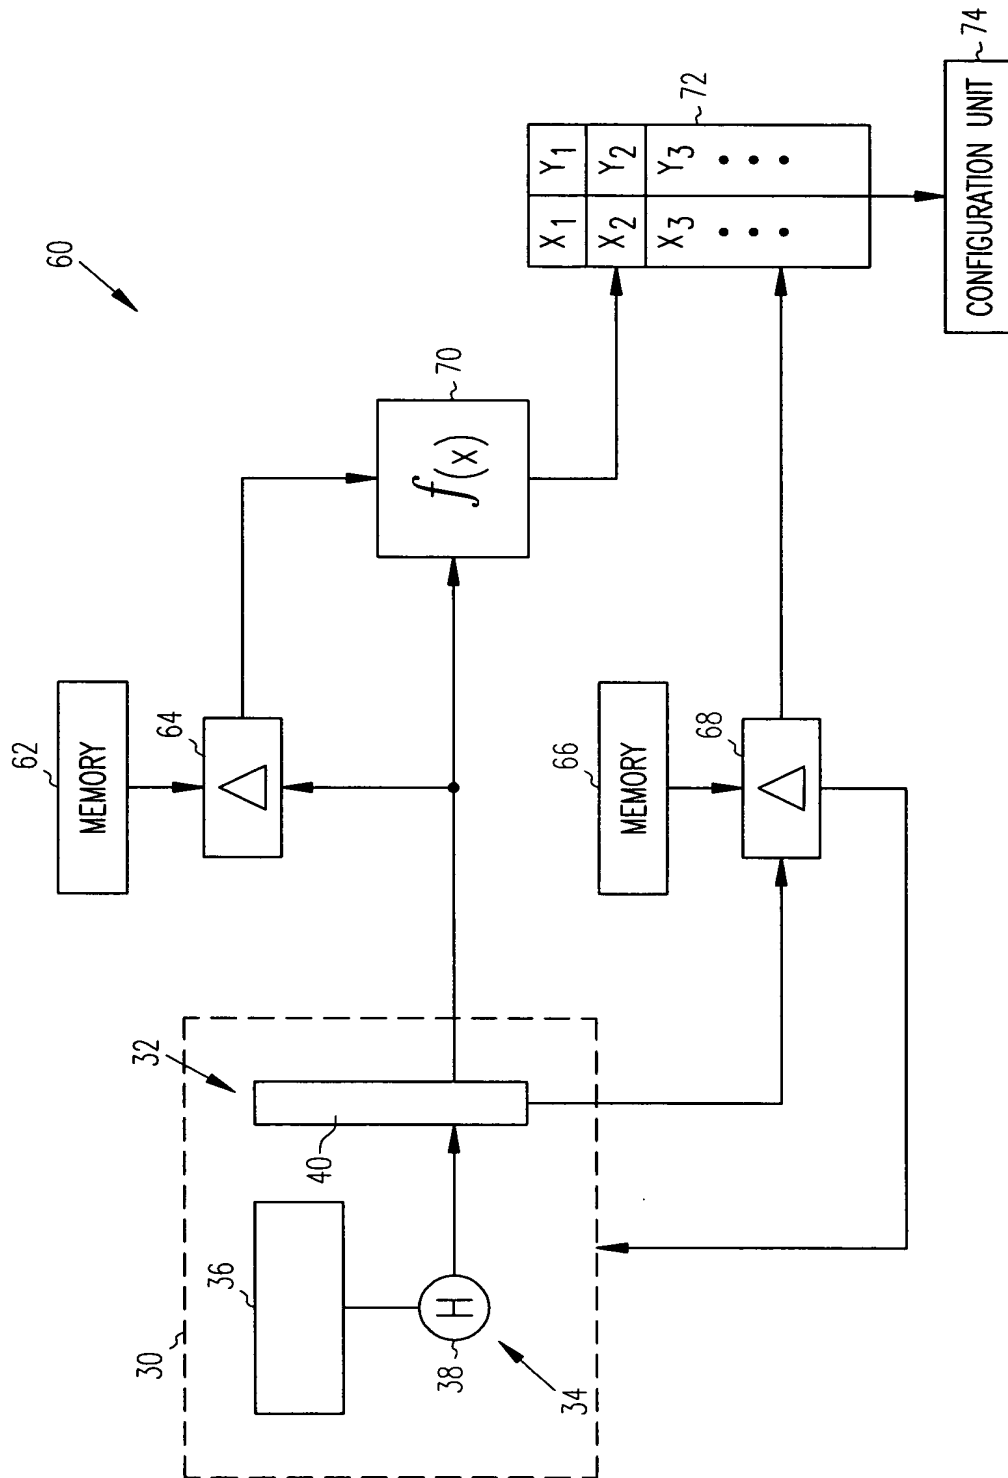 60
62
MEMORY
64
△
30
36
H
38
34
32
40
70
f(x)
66
MEMORY
68
△
72
X1 Y1
X2 Y2
X3 Y3
74
CONFIGURATION UNIT